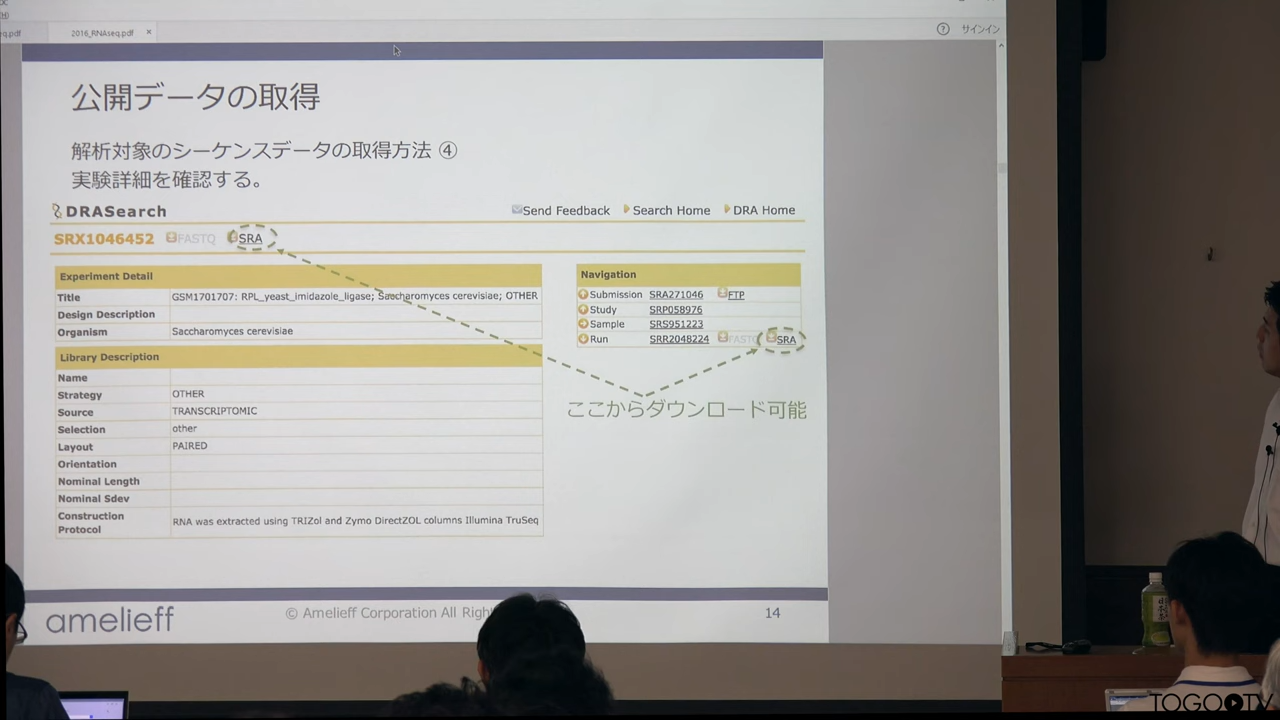 2016_RNAseq.pdf ×
サインイン
公開データの取得
解析対象のシーケンスデータの取得方法 ④
実験詳細を確認する。
DRASearch
Send Feedback Search Home DRA Home
SRX1046452 FASTQ SRA
Experiment Detail
Title GSM1701707: RPL_yeast_imidazole_ligase; Saccharomyces cerevisiae; OTHER
Design Description
Organism Saccharomyces cerevisiae
Library Description
Name
Strategy OTHER
Source TRANSCRIPTOMIC
Selection other
Layout PAIRED
Orientation
Nominal Length
Nominal Sdev
Construction
Protocol RNA was extracted using TRIZol and Zymo DirectZOL columns Illumina TruSeq
Navigation
Submission SRA271046 FTP
Study SRP058976
Sample SRS951223
Run SRR2048224 FASTQ SRA
ここからダウンロード可能
amelieff © Amelieff Corporation All 14
TOGOTV